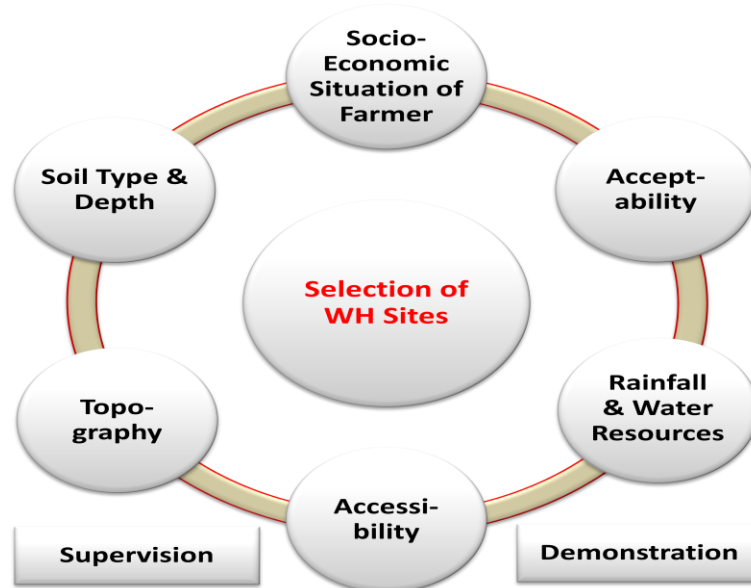 Socio-
Economic
Situation of
Farmer
Soil Type &
Depth
Accept-
ability
Selection of
WH Sites
Topo-
graphy
Rainfall
& Water
Resources
Accessi-
bility
Supervision
Demonstration